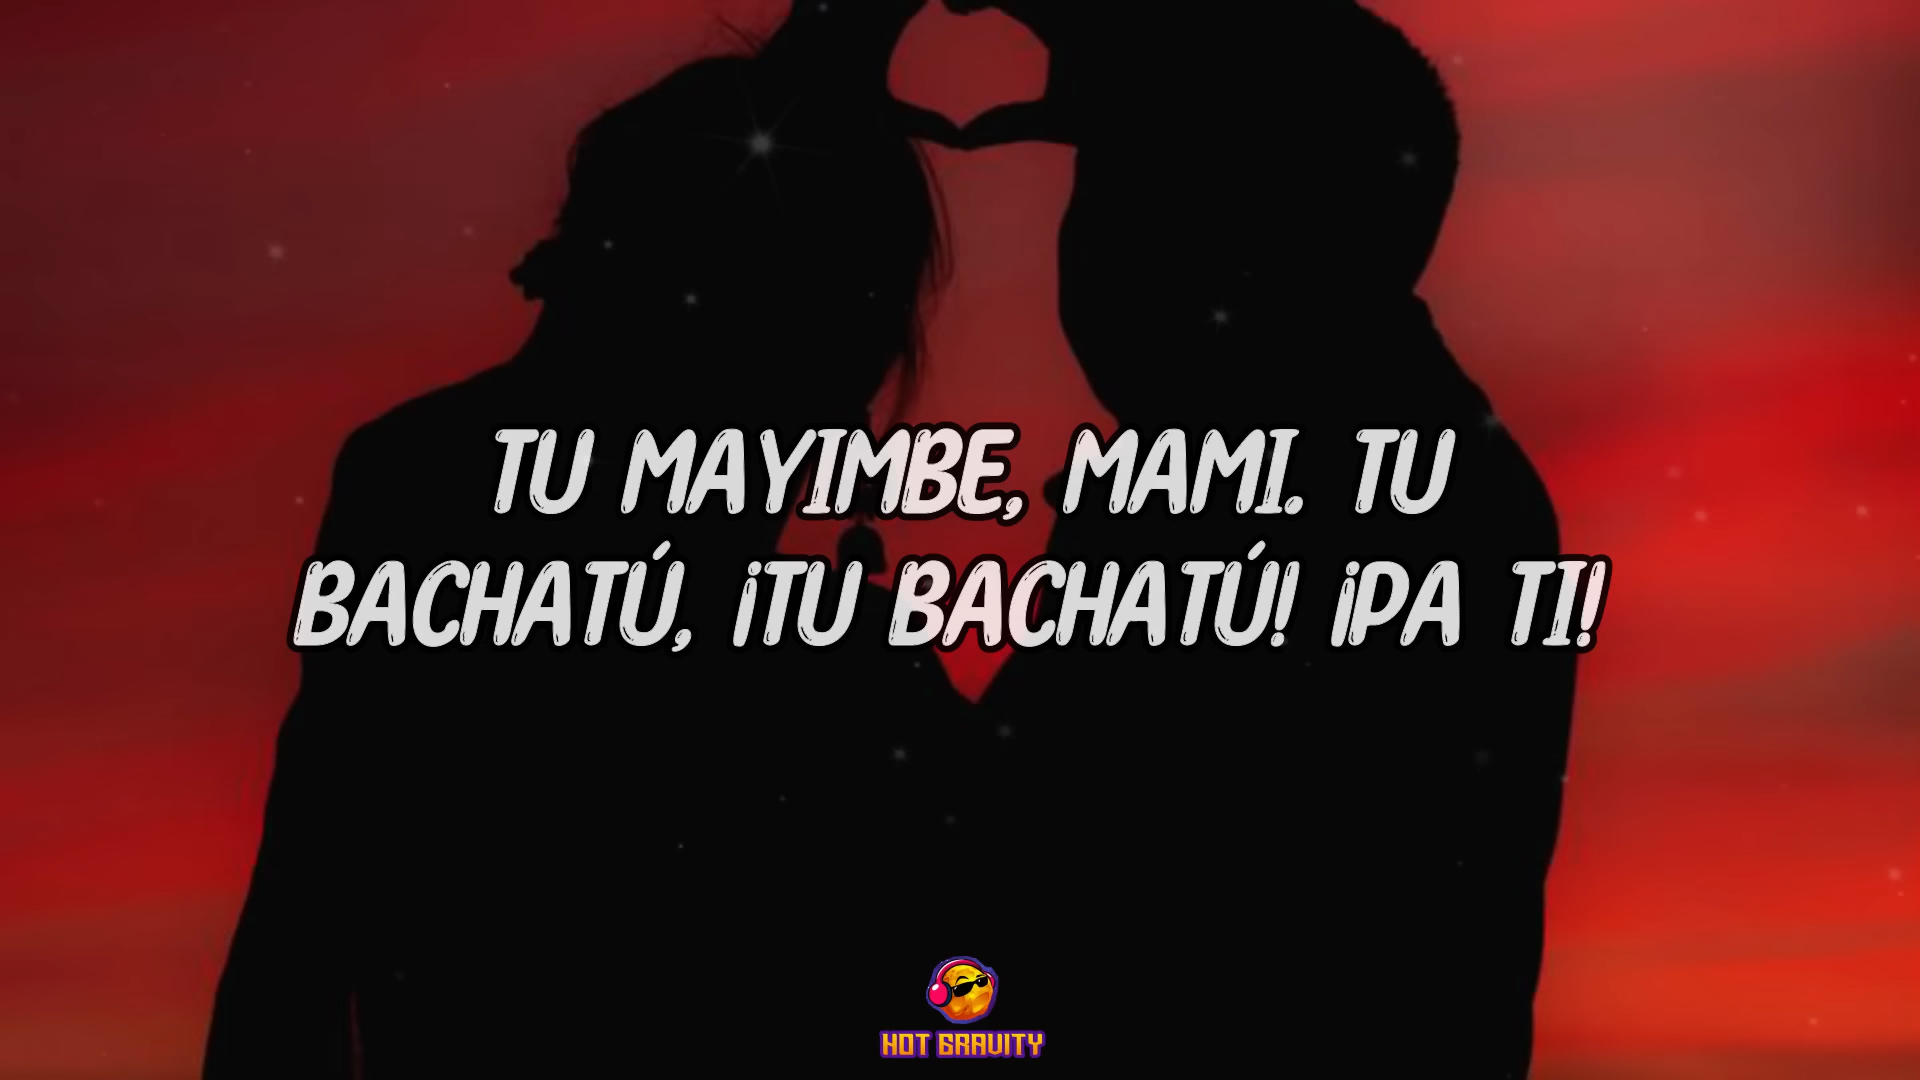 TU MAYIMBE, MAMI. TU
BACHATÚ, ¡TU BACHATÚ! ¡PA TI!
HOT GRAVITY